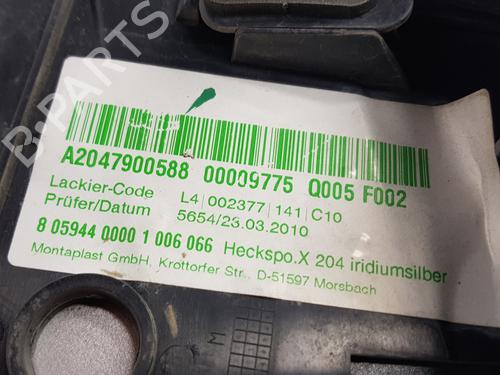 B-PARTS
A2047900588 00009775 Q005 F002
Lackier-Code L4 002377 141 C10
Prüfer/Datum 5654/23.03.2010
8 05944 0000 1 006 066 Heckspo.X 204 iridiumsilber
Montaplast GmbH, Krottorfer Str., D-51597 Morsbach
M